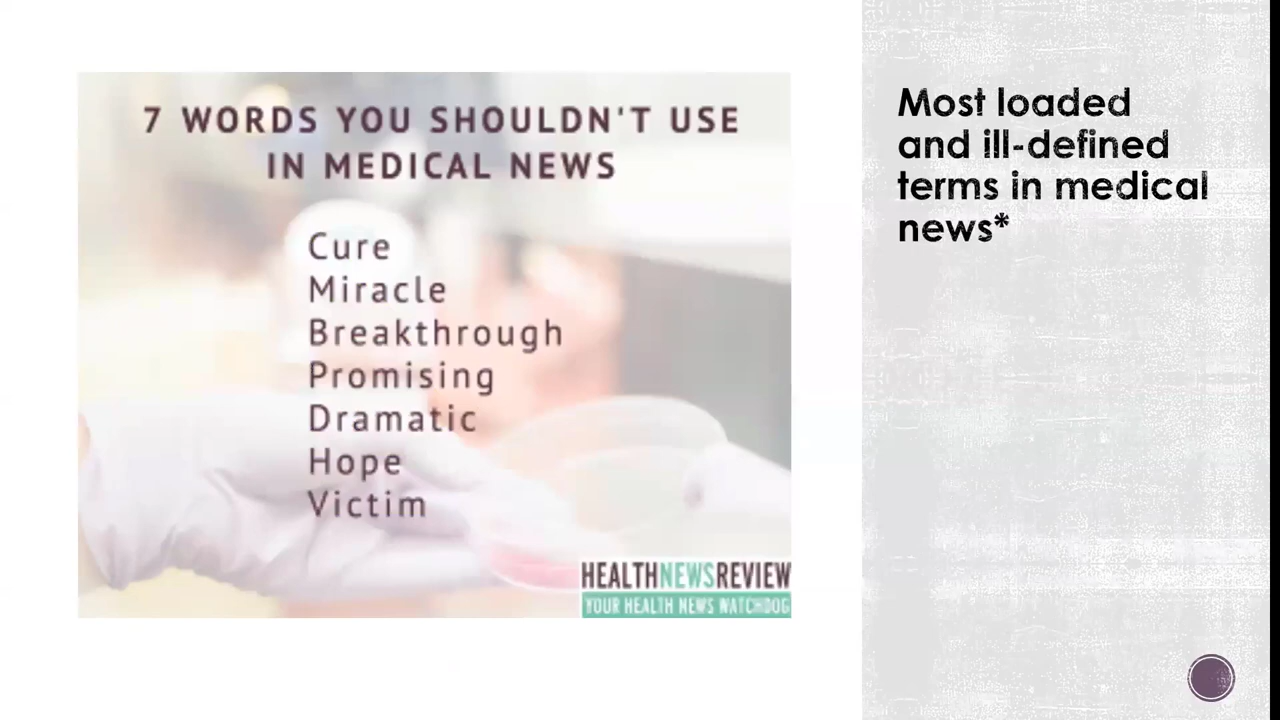 7 WORDS YOU SHOULDN'T USE
IN MEDICAL NEWS
Cure
Miracle
Breakthrough
Promising
Dramatic
Hope
Victim
HEALTHNEWSREVIEW
YOUR HEALTH NEWS WATCHDOG
Most loaded
and ill-defined
terms in medical
news*